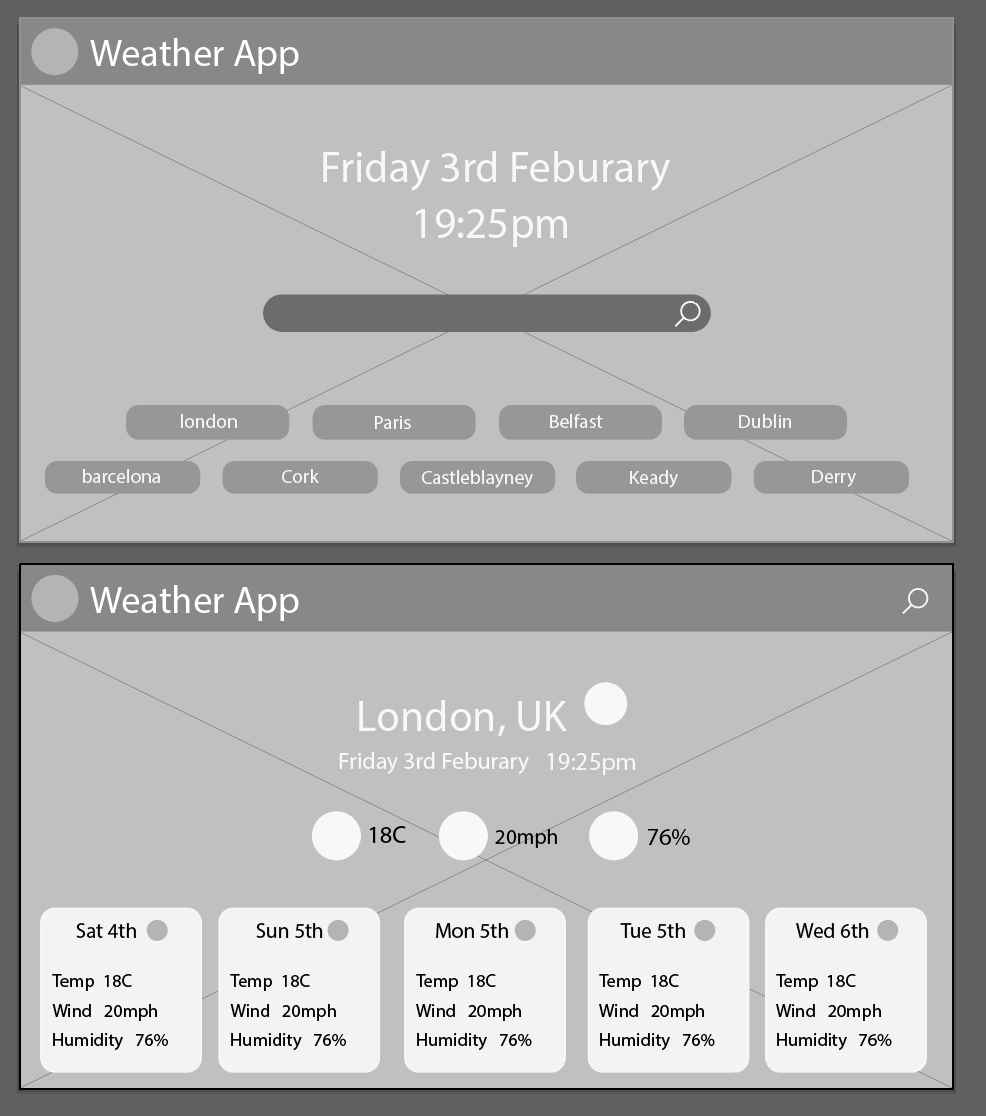 Weather App
Friday 3rd Feburary
19:25pm
london Paris Belfast Dublin
barcelona Cork Castleblayney Keady Derry
Weather App
London, UK
Friday 3rd Feburary 19:25pm
18C 20mph 76%
Sat 4th
Temp 18C
Wind 20mph
Humidity 76%
Sun 5th
Temp 18C
Wind 20mph
Humidity 76%
Mon 5th
Temp 18C
Wind 20mph
Humidity 76%
Tue 5th
Temp 18C
Wind 20mph
Humidity 76%
Wed 6th
Temp 18C
Wind 20mph
Humidity 76%